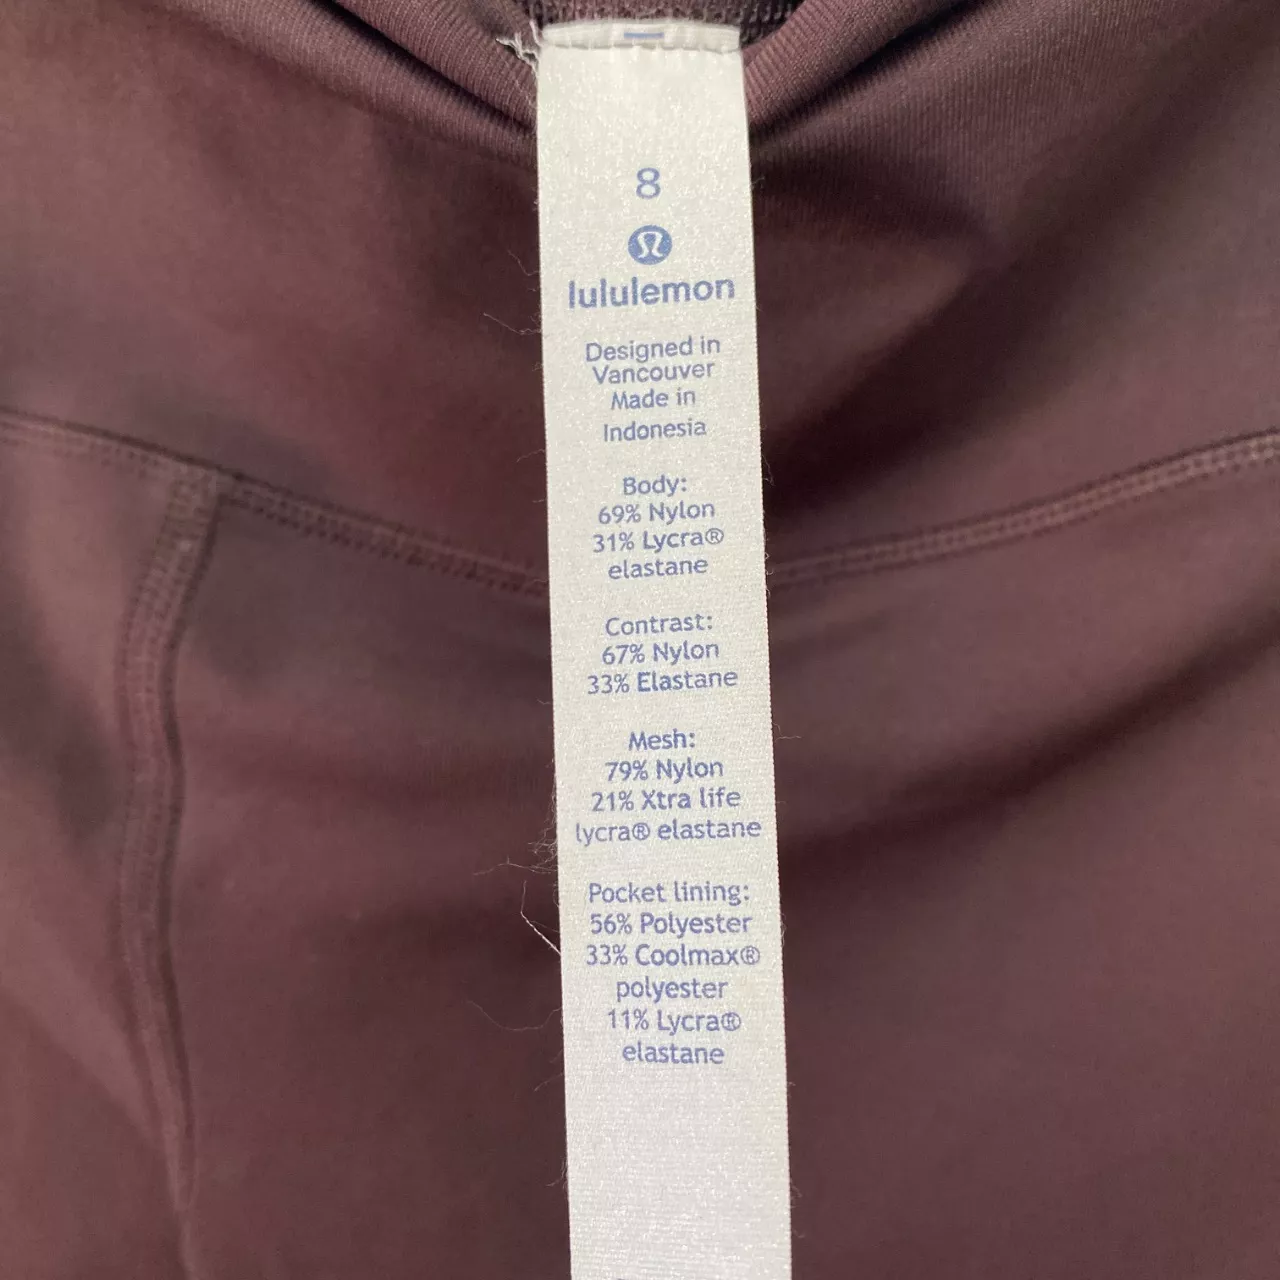 8
lululemon
Designed in
Vancouver
Made in
Indonesia
Body:
69% Nylon
31% Lycra®
elastane
Contrast:
67% Nylon
33% Elastane
Mesh:
79% Nylon
21% Xtra life
lycra® elastane
Pocket lining:
56% Polyester
33% Coolmax®
polyester
11% Lycra®
elastane